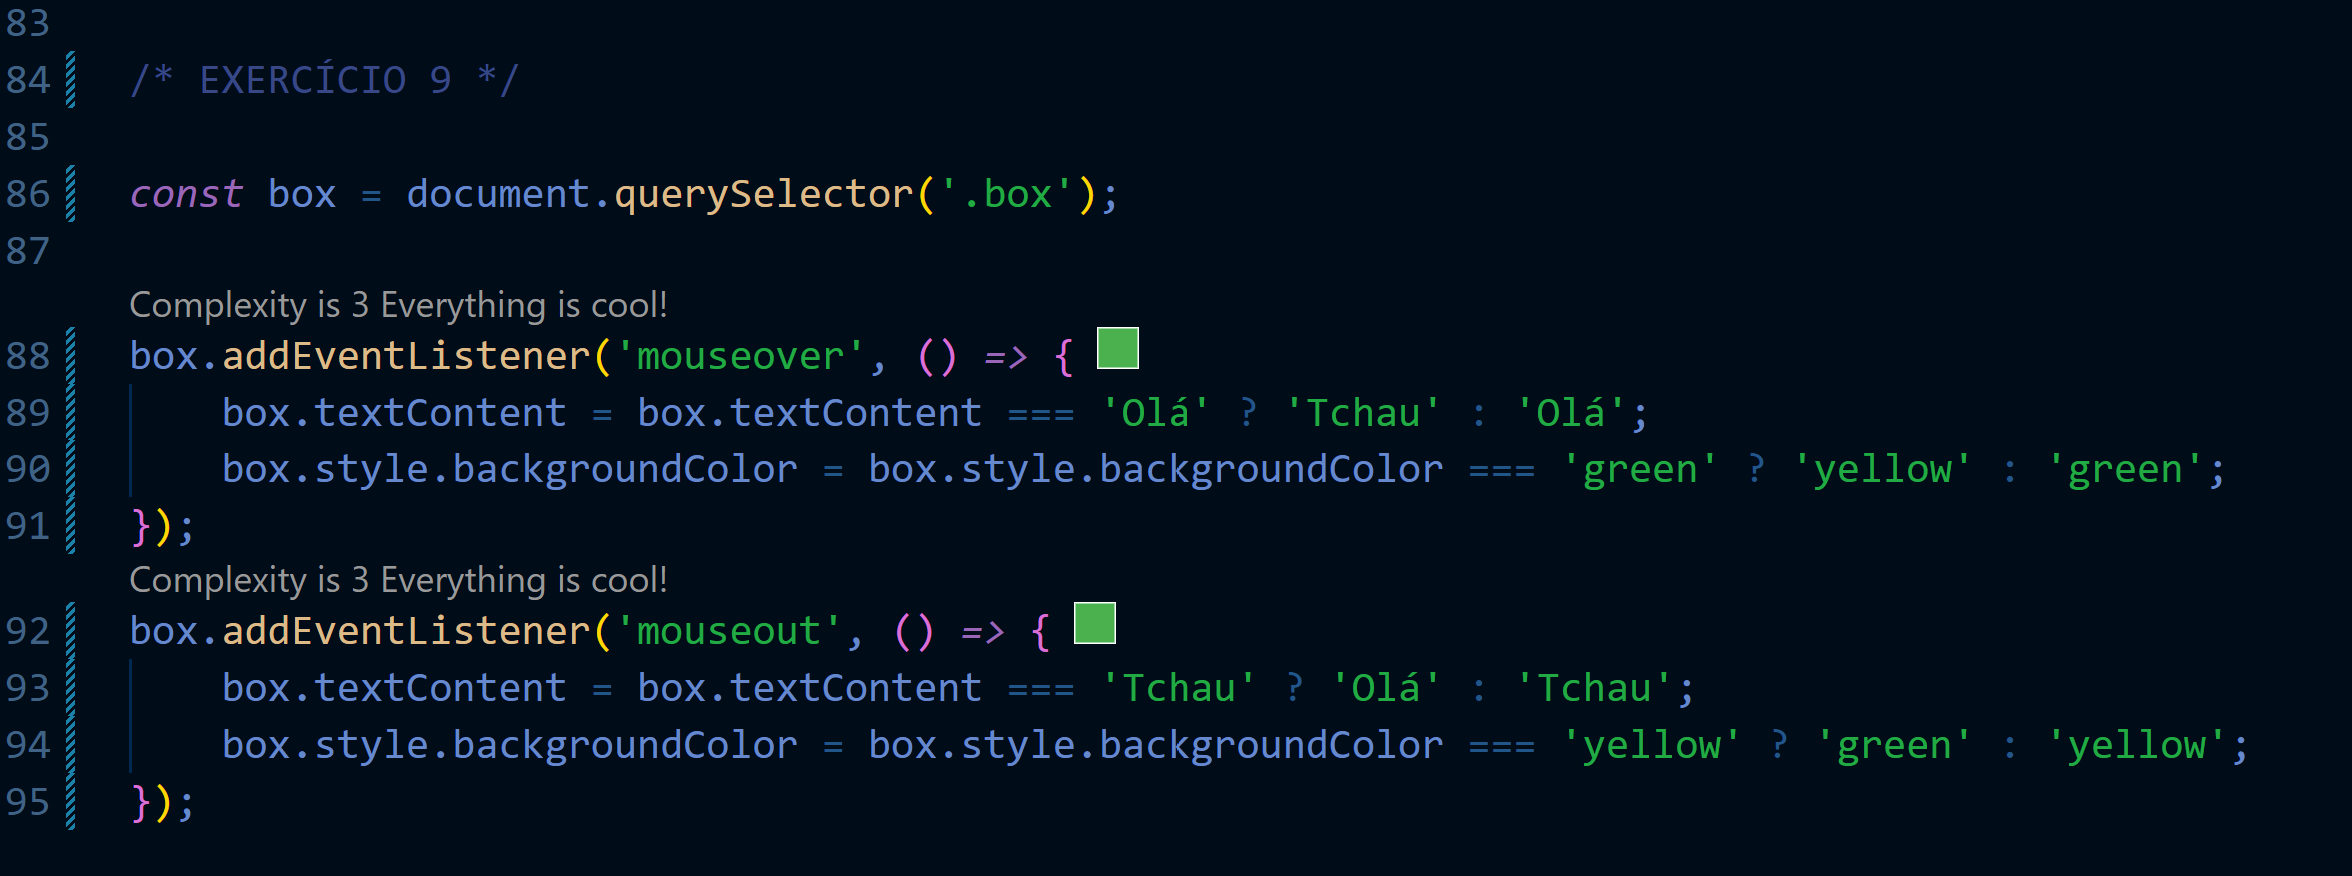 83
84 /* EXERCÍCIO 9 */
85
86 const box = document.querySelector('.box');
87
Complexity is 3 Everything is cool!
88 box.addEventListener('mouseover', () => {
89 box.textContent = box.textContent === 'Olá' ? 'Tchau' : 'Olá';
90 box.style.backgroundColor = box.style.backgroundColor === 'green' ? 'yellow' : 'green';
91 });
Complexity is 3 Everything is cool!
92 box.addEventListener('mouseout', () => {
93 box.textContent = box.textContent === 'Tchau' ? 'Olá' : 'Tchau';
94 box.style.backgroundColor = box.style.backgroundColor === 'yellow' ? 'green' : 'yellow';
95 });